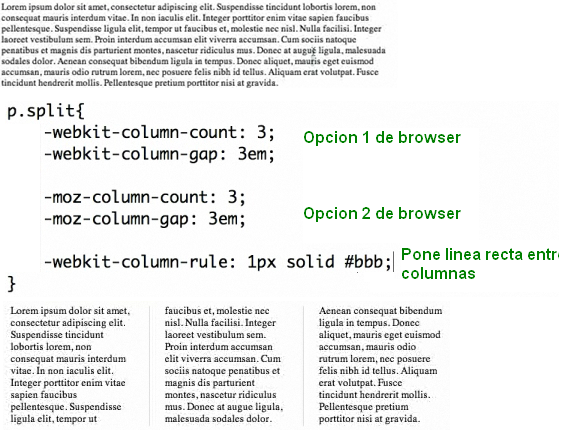 Lorem ipsum dolor sit amet, consectetur adipiscing elit. Suspendisse tincidunt lobortis lorem, non
consequat mauris interdum vitae. In non iaculis elit. Integer porttitor enim vitae sapien faucibus
pellentesque. Suspendisse ligula elit, tempor ut faucibus et, molestie nec nisl. Nulla facilisi. Integer
laoreet vestibulum sem. Proin interdum accumsan elit viverra accumsan. Cum sociis natoque
penatibus et magnis dis parturient montes, nascetur ridiculus mus. Donec at augue ligula, malesuada
sodales dolor. Aenean consequat bibendum ligula in tempus. Donec aliquet, mauris eget euismod
accumsan, mauris odio rutrum lorem, nec posuere felis nibh id tellus. Aliquam erat volutpat. Fusce
tincidunt hendrerit mollis. Pellentesque pretium porttitor nisi at gravida.
p.split{
-webkit-column-count: 3;
Opcion 1 de browser
-webkit-column-gap: 3em;
-moz-column-count: 3;
Opcion 2 de browser
-moz-column-gap: 3em;
-webkit-column-rule: 1px solid #bbb;
Pone linea recta entre
columnas
}
Lorem ipsum dolor sit amet,
consectetur adipiscing elit.
Suspendisse tincidunt
lobortis lorem, non
consequat mauris interdum
vitae. In non iaculis elit.
Integer porttitor enim vitae
sapien faucibus
pellentesque. Suspendisse
ligula elit, tempor ut
faucibus et, molestie nec
nisl. Nulla facilisi. Integer
laoreet vestibulum sem.
Proin interdum accumsan
elit viverra accumsan. Cum
sociis natoque penatibus et
magnis dis parturient
montes, nascetur ridiculus
mus. Donec at augue ligula,
malesuada sodales dolor.
Aenean consequat bibendum
ligula in tempus. Donec
aliquet, mauris eget euismod
accumsan, mauris odio
rutrum lorem, nec posuere
felis nibh id tellus. Aliquam
erat volutpat. Fusce
tincidunt hendrerit mollis.
Pellentesque pretium
porttitor nisi at gravida.